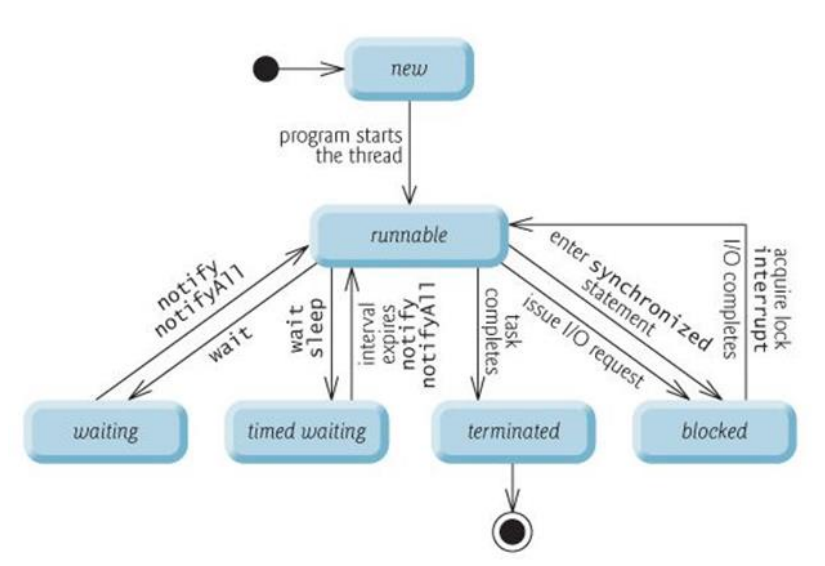 new
program starts
the thread
runnable
notify
notifyAll
wait
wait
sleep
interval
expires
notify
notifyAll
task
completes
issue I/O request
enter synchronized
statement
acquire lock
interrupt
I/O completes
waiting
timed waiting
terminated
blocked